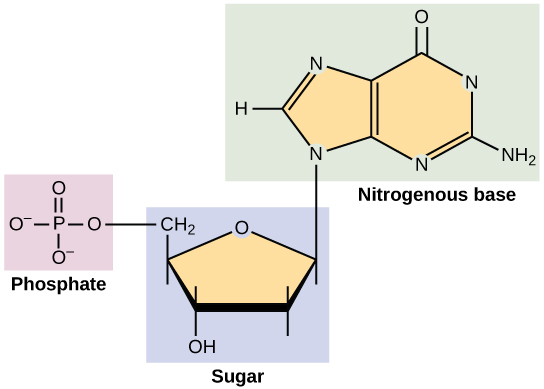 O
N
N
H
N
N
NH₂
Nitrogenous base
O
O⁻
P
O
CH₂
O
O⁻
Phosphate
OH
Sugar